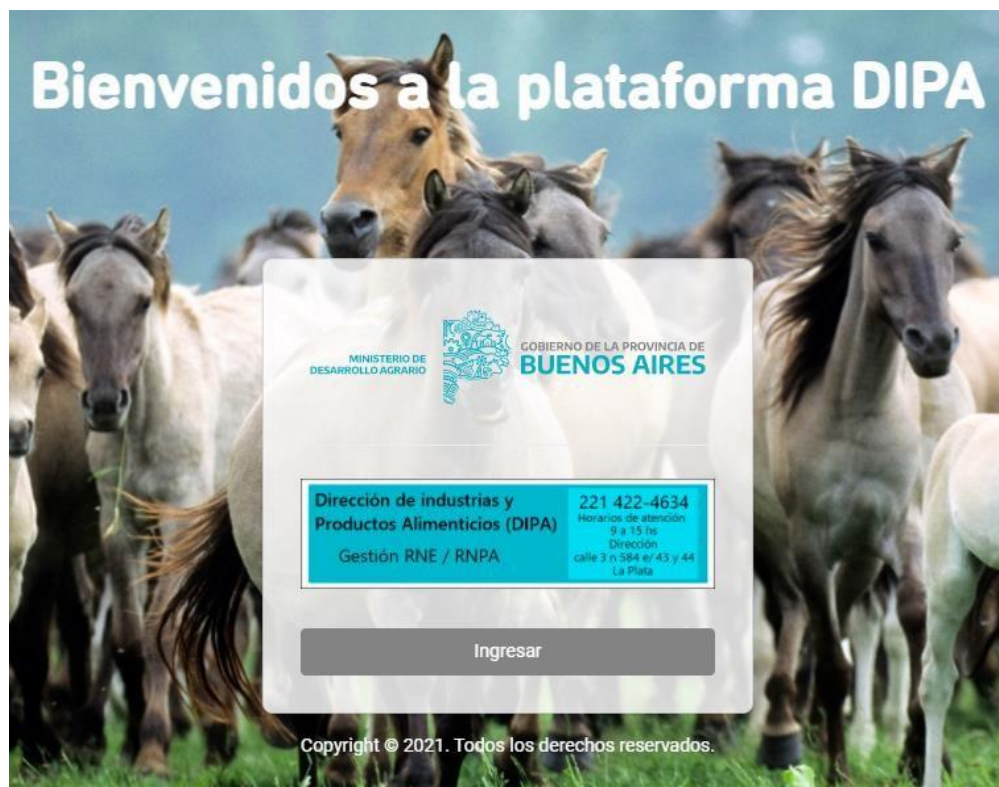 Bienvenidos a la plataforma DIPA
MINISTERIO DE
DESARROLLO AGRARIO
GOBIERNO DE LA PROVINCIA DE
BUENOS AIRES
Dirección de industrias y
Productos Alimenticios (DIPA)
Gestión RNE / RNPA
221 422-4634
Horarios de atención
9 a 15 hs
Dirección
calle 3 n 584 e/ 43 y 44
La Plata
Ingresar
Copyright © 2021. Todos los derechos reservados.